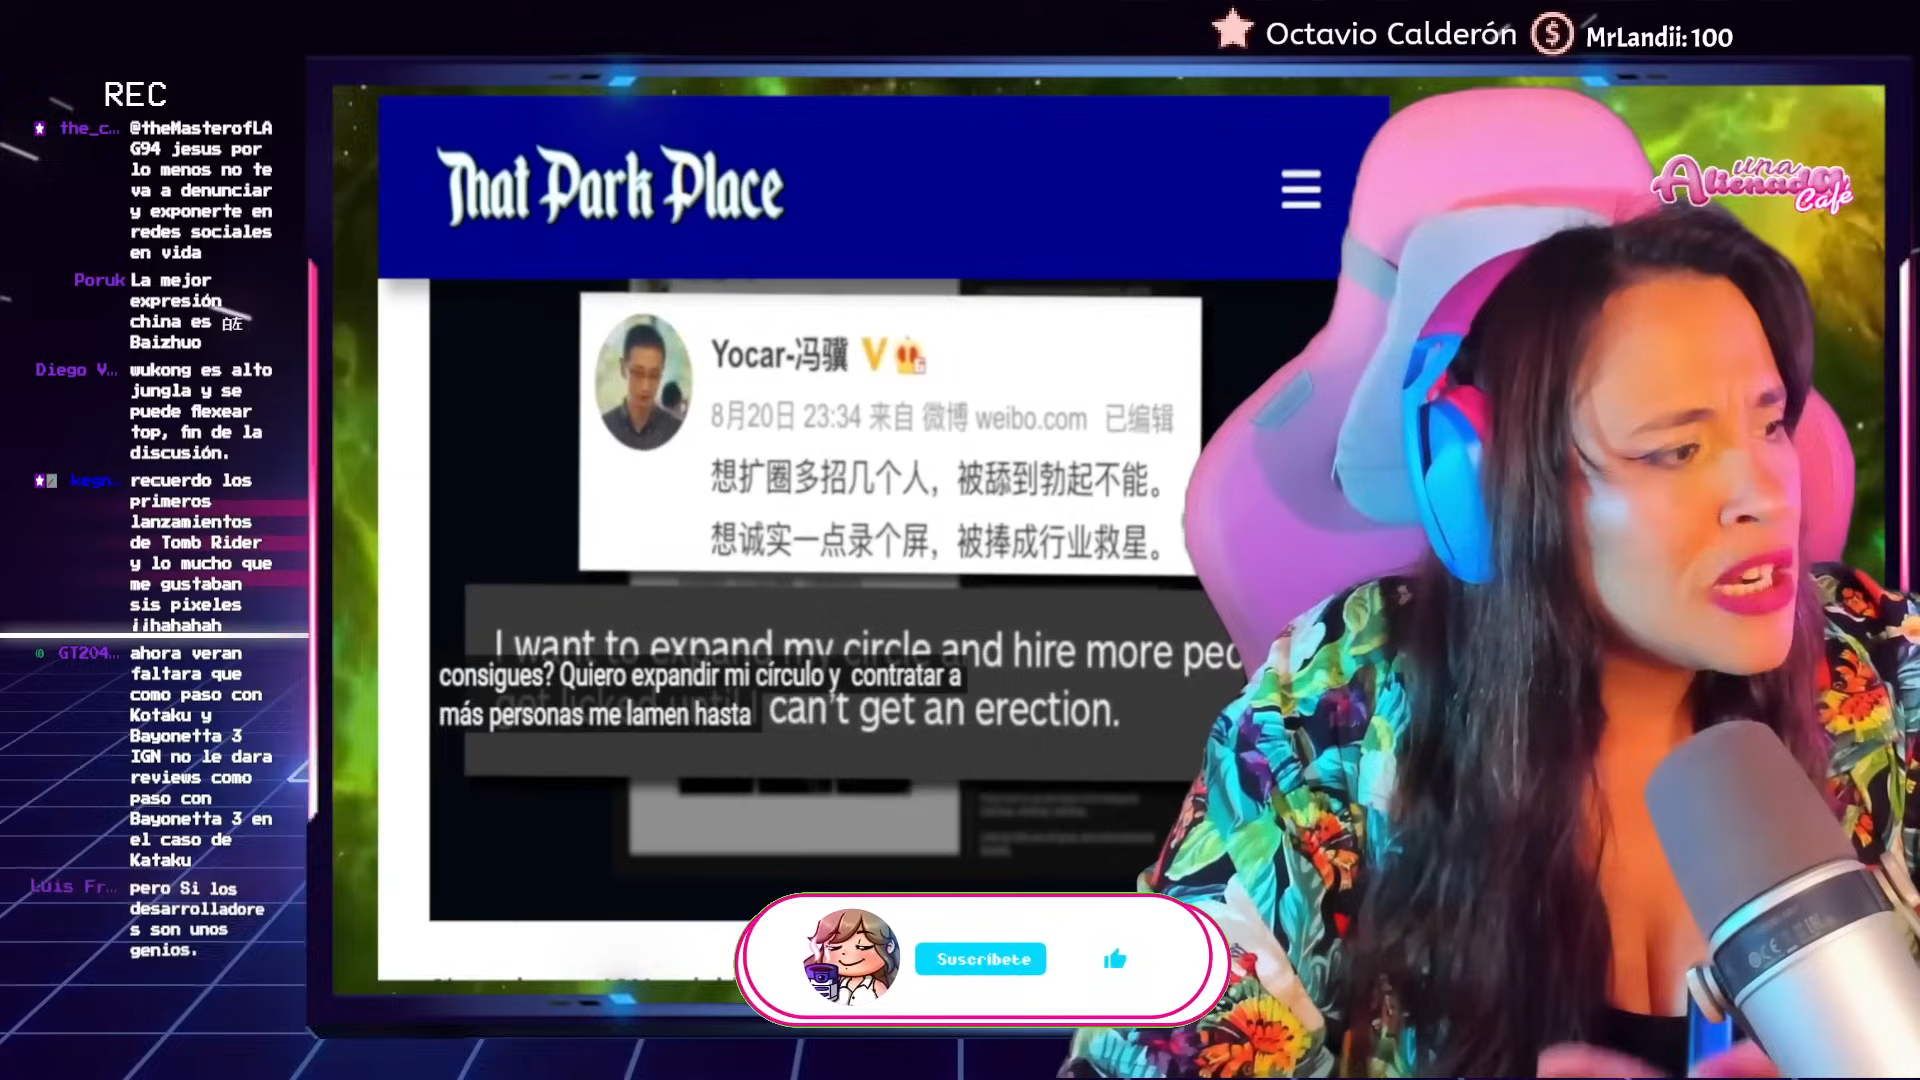 Octavio Calderón
MrLandii: 100
REC
the_c... @theMasterofLA
G94 jesus por
lo menos no te
va a denunciar
y exponerte en
redes sociales
en vida
Poruk La mejor
expresión
china es 白左
Baizhuo
Diego V... wukong es alto
jungla y se
puede flexear
top, fin de la
discusión.
kegn... recuerdo los
primeros
lanzamientos
de Tomb Rider
y lo mucho que
me gustaban
sis pixeles
¡¡hahahah
GT204... ahora veran
faltara que
como paso con
Kotaku y
Bayonetta 3
IGN no le dara
reviews como
paso con
Bayonetta 3 en
el caso de
Kataku
Luis Fr... pero Si los
desarrolladore
s son unos
genios.
That Park Place
una
Alienada
Café
Yocar-冯骥
8月20日 23:34 来自 微博 weibo.com 已编辑
想扩圈多招几个人，被舔到勃起不能。
想诚实一点录个屏，被捧成行业救星。
I want to expand my circle and hire more peo
consigues? Quiero expandir mi círculo y contratar a
más personas me lamen hasta can't get an erection.
Suscríbete